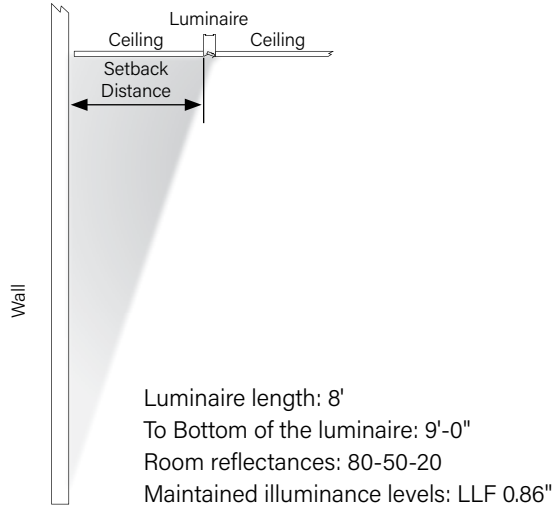 Luminaire
Ceiling Ceiling
Setback
Distance
Wall
Luminaire length: 8'
To Bottom of the luminaire: 9'-0"
Room reflectances: 80-50-20
Maintained illuminance levels: LLF 0.86"